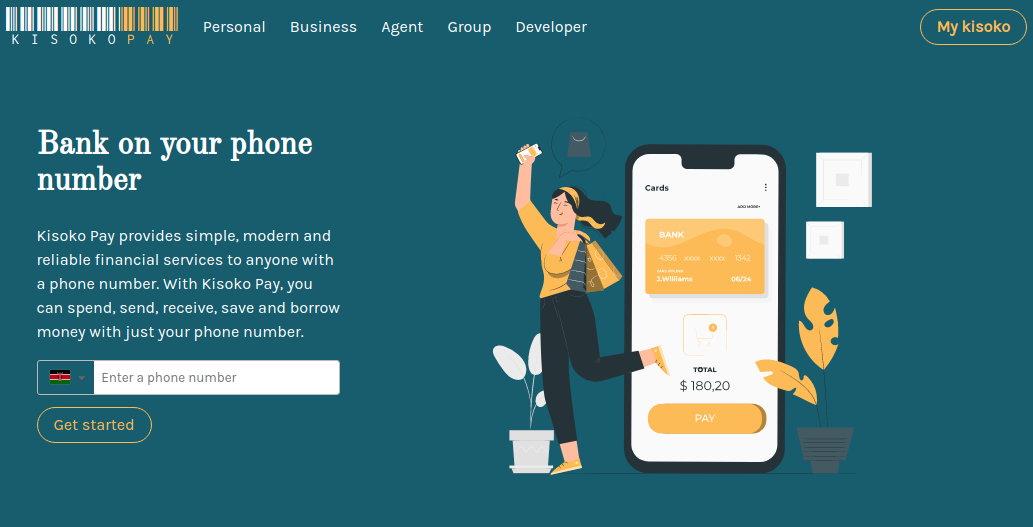 KISOKOPAY
Personal
Business
Agent
Group
Developer
My kisoko
Bank on your phone
number
Kisoko Pay provides simple, modern and
reliable financial services to anyone with
a phone number. With Kisoko Pay, you
can spend, send, receive, save and borrow
money with just your phone number.
Enter a phone number
Get started
Cards
ADD MORE+
BANK
4356 xxxx xxxx 1342
J.Williams 06/24
TOTAL
$ 180,20
PAY